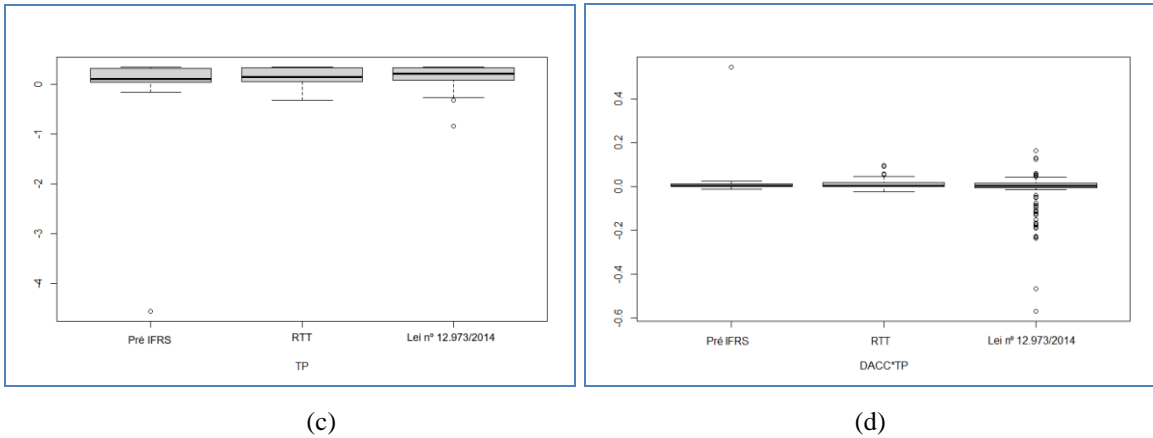 0
-1
-2
-3
-4
Pré IFRS
RTT
Lei nº 12.973/2014
TP
0.4
0.2
0.0
-0.2
-0.4
-0.6
Pré IFRS
RTT
Lei nº 12.973/2014
DACC*TP
(c)
(d)